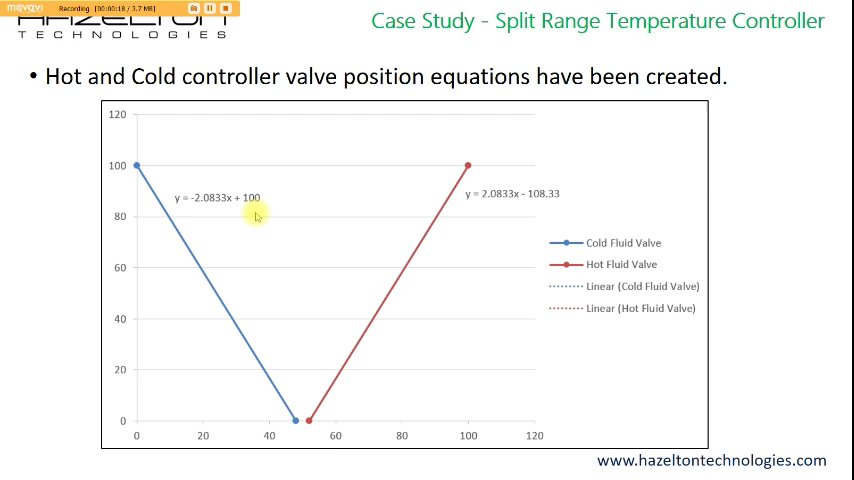 movavi
Recording [00:00:18 / 3.7 MB]
HAZELTON
TECHNOLOGIES
Case Study - Split Range Temperature Controller
• Hot and Cold controller valve position equations have been created.
120
100
80
60
40
20
0
y = -2.0833x + 100
y = 2.0833x - 108.33
Cold Fluid Valve
Hot Fluid Valve
Linear (Cold Fluid Valve)
Linear (Hot Fluid Valve)
0 20 40 60 80 100 120
www.hazeltontechnologies.com